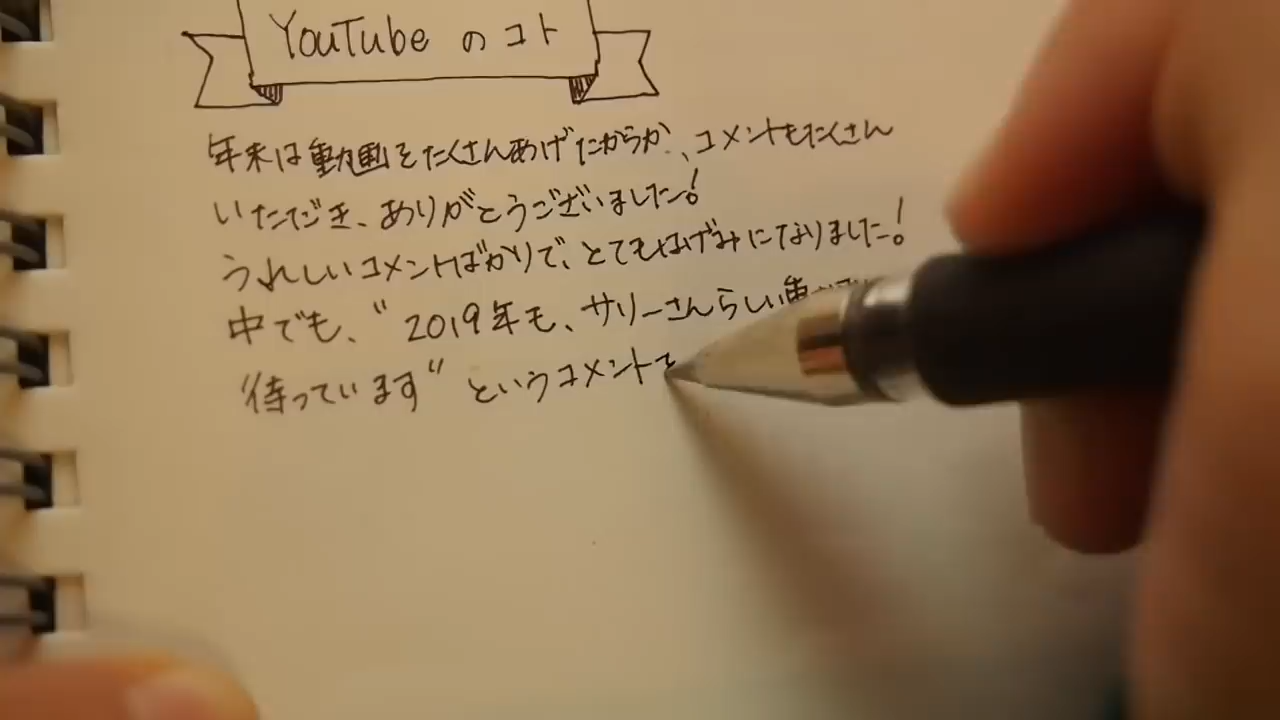 YouTube のコト
年末は動画をたくさんあげたからか、コメントもたくさん
いただき、ありがとうございました!
うれしいコメントばかりで、とてもはげみになりました!
中でも、〝2019年も、サリーさんらしい
待っています〟というコメントを